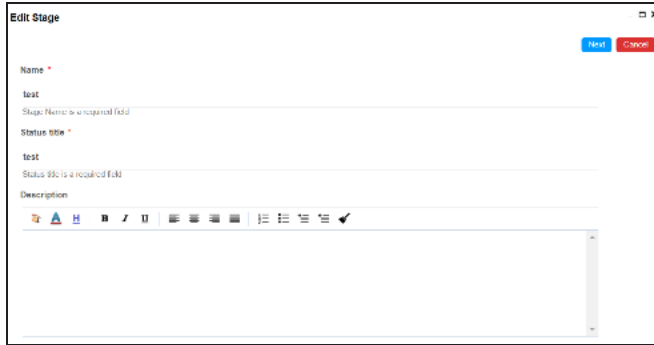 Edit Stage
Next Cancel
Name *
test
Stage Name is a required field
Status title *
test
Status title is a required field
Description
A H B I U